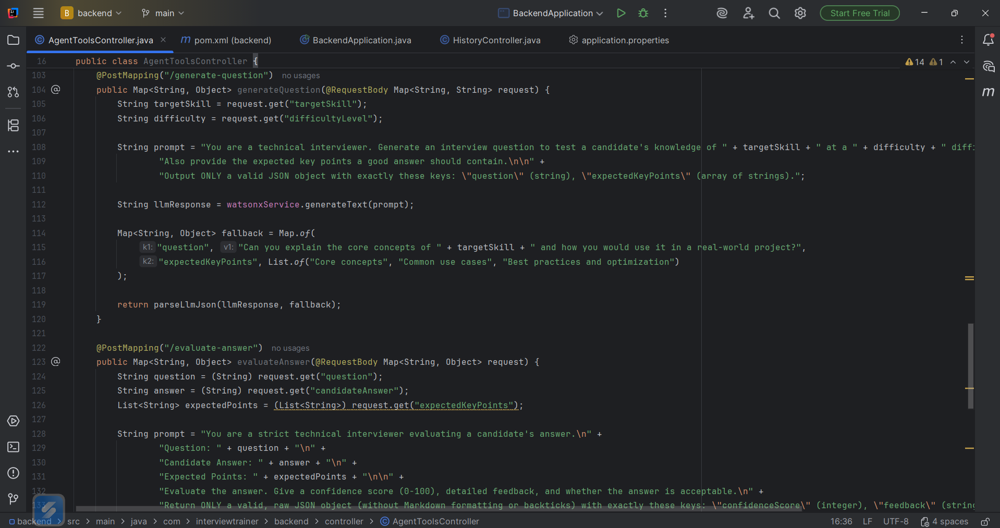 B backend main BackendApplication Start Free Trial
AgentToolsController.java pom.xml (backend) BackendApplication.java HistoryController.java application.properties
16 public class AgentToolsController { 14 1
103 @PostMapping("/generate-question") no usages
104 public Map<String, Object> generateQuestion(@RequestBody Map<String, String> request) {
105 String targetSkill = request.get("targetSkill");
106 String difficulty = request.get("difficultyLevel");
107
108 String prompt = "You are a technical interviewer. Generate an interview question to test a candidate's knowledge of " + targetSkill + " at a " + difficulty + " diff
109 "Also provide the expected key points a good answer should contain.\n\n" +
110 "Output ONLY a valid JSON object with exactly these keys: \"question\" (string), \"expectedKeyPoints\" (array of strings).";
111
112 String llmResponse = watsonxService.generateText(prompt);
113
114 Map<String, Object> fallback = Map.of(
115 k1: "question", v1: "Can you explain the core concepts of " + targetSkill + " and how you would use it in a real-world project?",
116 k2: "expectedKeyPoints", List.of("Core concepts", "Common use cases", "Best practices and optimization")
117 );
118
119 return parseLlmJson(llmResponse, fallback);
120 }
121
122 @PostMapping("/evaluate-answer") no usages
123 public Map<String, Object> evaluateAnswer(@RequestBody Map<String, Object> request) {
124 String question = (String) request.get("question");
125 String answer = (String) request.get("candidateAnswer");
126 List<String> expectedPoints = (List<String>) request.get("expectedKeyPoints");
127
128 String prompt = "You are a strict technical interviewer evaluating a candidate's answer.\n" +
129 "Question: " + question + "\n" +
130 "Candidate Answer: " + answer + "\n" +
131 "Expected Points: " + expectedPoints + "\n\n" +
132 "Evaluate the answer. Give a confidence score (0-100), detailed feedback, and whether the answer is acceptable.\n" +
133 "Return ONLY a valid, raw JSON object (without Markdown formatting or backticks) with exactly these keys: \"confidenceScore\" (integer), \"feedback\" (string
backend > src > main > java > com > interviewtrainer > backend > controller > AgentToolsController 16:36 LF UTF-8 4 spaces